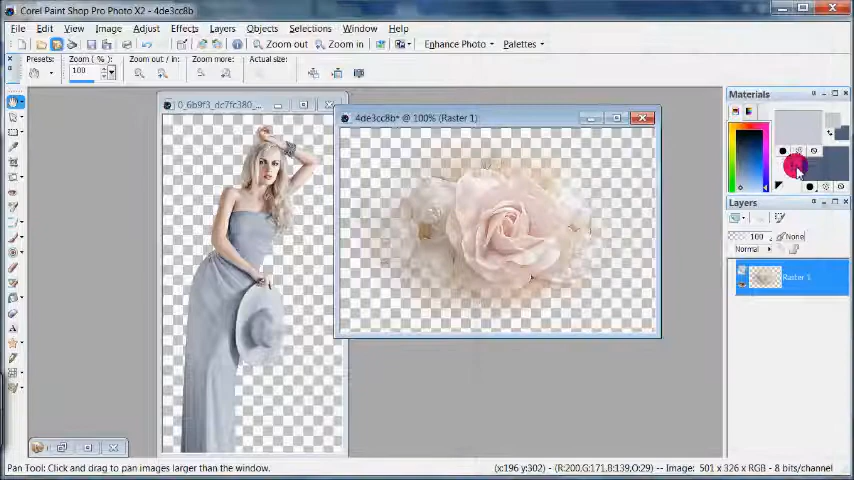 Corel Paint Shop Pro Photo X2 - 4de3cc8b
File Edit View Image Adjust Effects Layers Objects Selections Window Help
Zoom out Zoom in Enhance Photo Palettes
Presets: Zoom (%): Zoom out / in: Zoom more: Actual size:
100
Materials
0_6b9f3_dc7fc380_...
4de3cc8b* @ 100% (Raster 1)
Layers
100 None
Normal
Raster 1
Pan Tool: Click and drag to pan images larger than the window.
(x:196 y:302) - (R:200,G:171,B:139,O:29) -- Image: 501 x 326 x RGB - 8 bits/channel